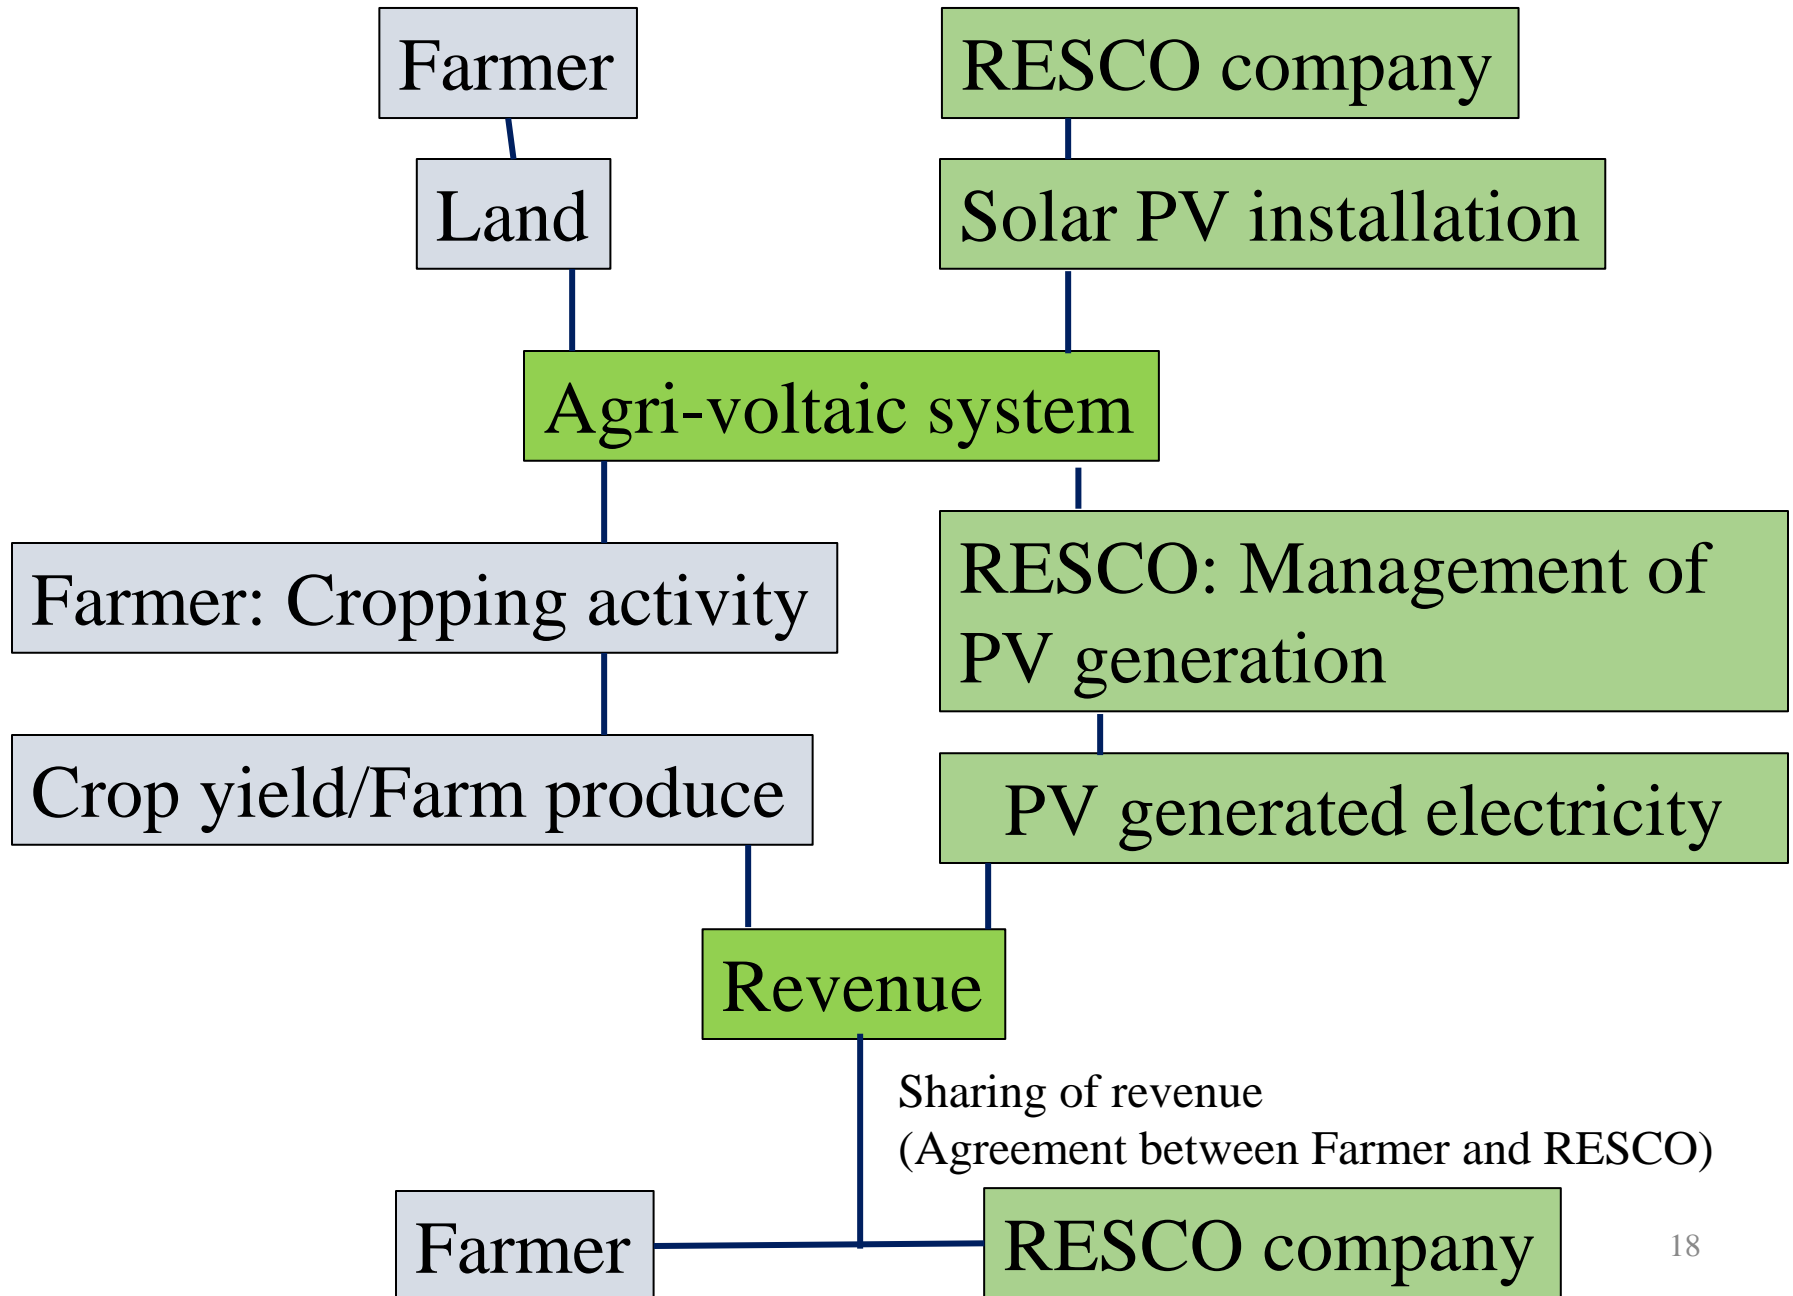 Farmer
RESCO company
Land
Solar PV installation
Agri-voltaic system
Farmer: Cropping activity
RESCO: Management of
PV generation
Crop yield/Farm produce
PV generated electricity
Revenue
Sharing of revenue
(Agreement between Farmer and RESCO)
Farmer
RESCO company
18